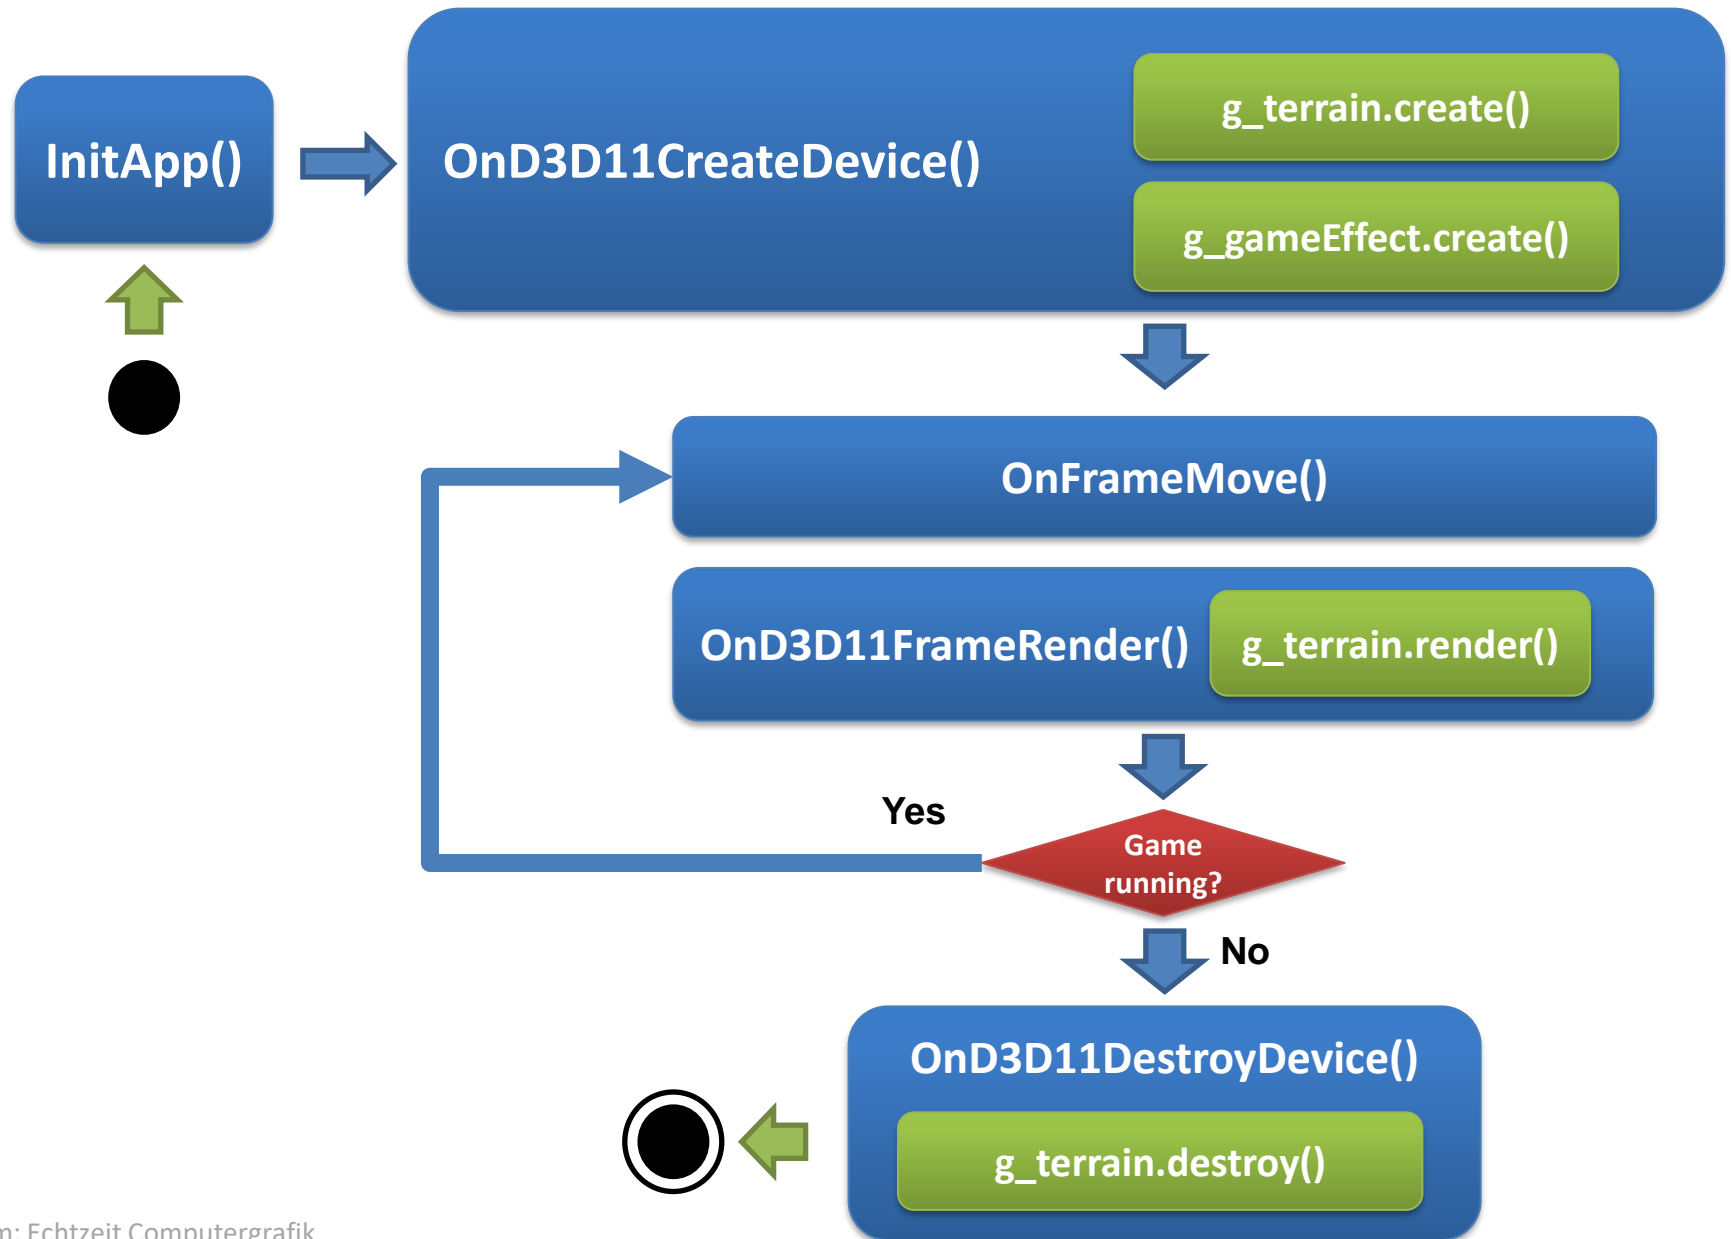 InitApp()
OnD3D11CreateDevice()
g_terrain.create()
g_gameEffect.create()
OnFrameMove()
OnD3D11FrameRender()
g_terrain.render()
Yes
Game
running?
No
OnD3D11DestroyDevice()
g_terrain.destroy()
Echtzeit Computergrafik